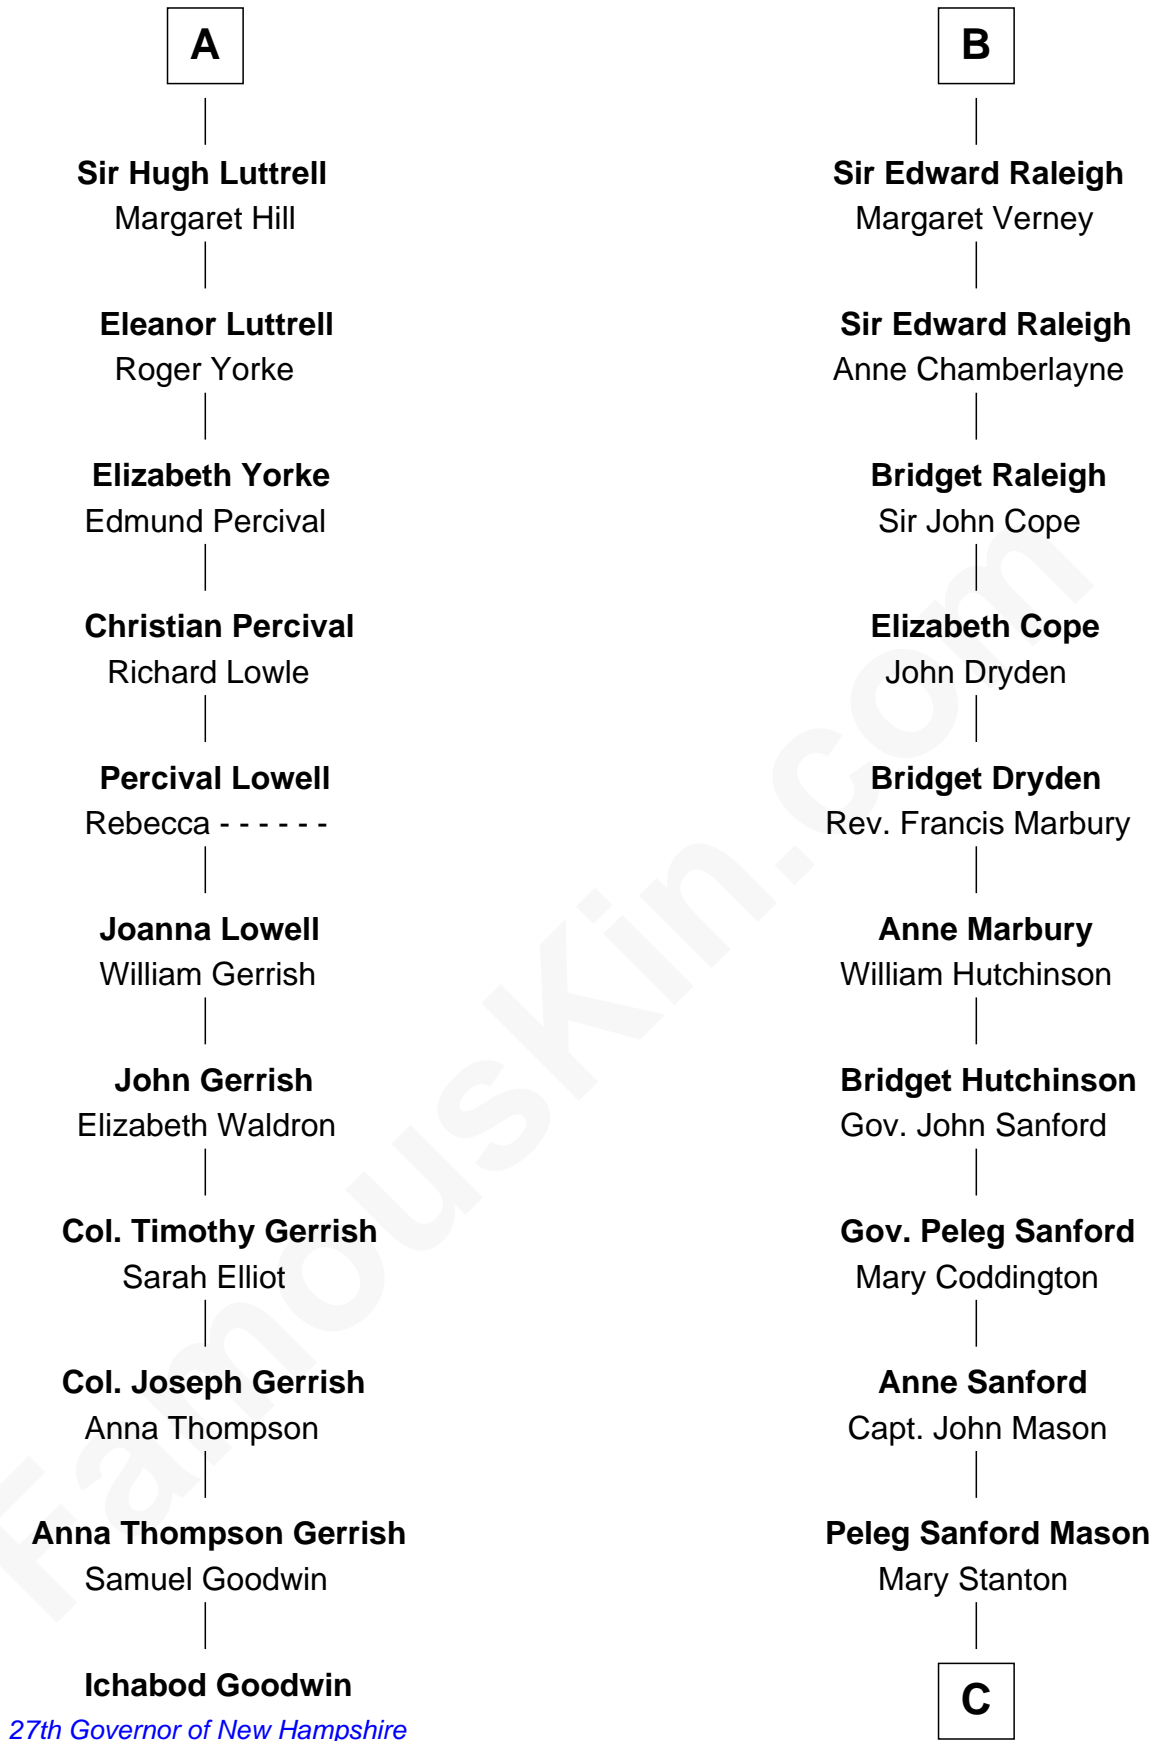 A
Sir Hugh Luttrell
Margaret Hill
Eleanor Luttrell
Roger Yorke
Elizabeth Yorke
Edmund Percival
Christian Percival
Richard Lowle
Percival Lowell
Rebecca - - - - - -
Joanna Lowell
William Gerrish
John Gerrish
Elizabeth Waldron
Col. Timothy Gerrish
Sarah Elliot
Col. Joseph Gerrish
Anna Thompson
Anna Thompson Gerrish
Samuel Goodwin
Ichabod Goodwin
27th Governor of New Hampshire
B
Sir Edward Raleigh
Margaret Verney
Sir Edward Raleigh
Anne Chamberlayne
Bridget Raleigh
Sir John Cope
Elizabeth Cope
John Dryden
Bridget Dryden
Rev. Francis Marbury
Anne Marbury
William Hutchinson
Bridget Hutchinson
Gov. John Sanford
Gov. Peleg Sanford
Mary Coddington
Anne Sanford
Capt. John Mason
Peleg Sanford Mason
Mary Stanton
C
FamousKin.com